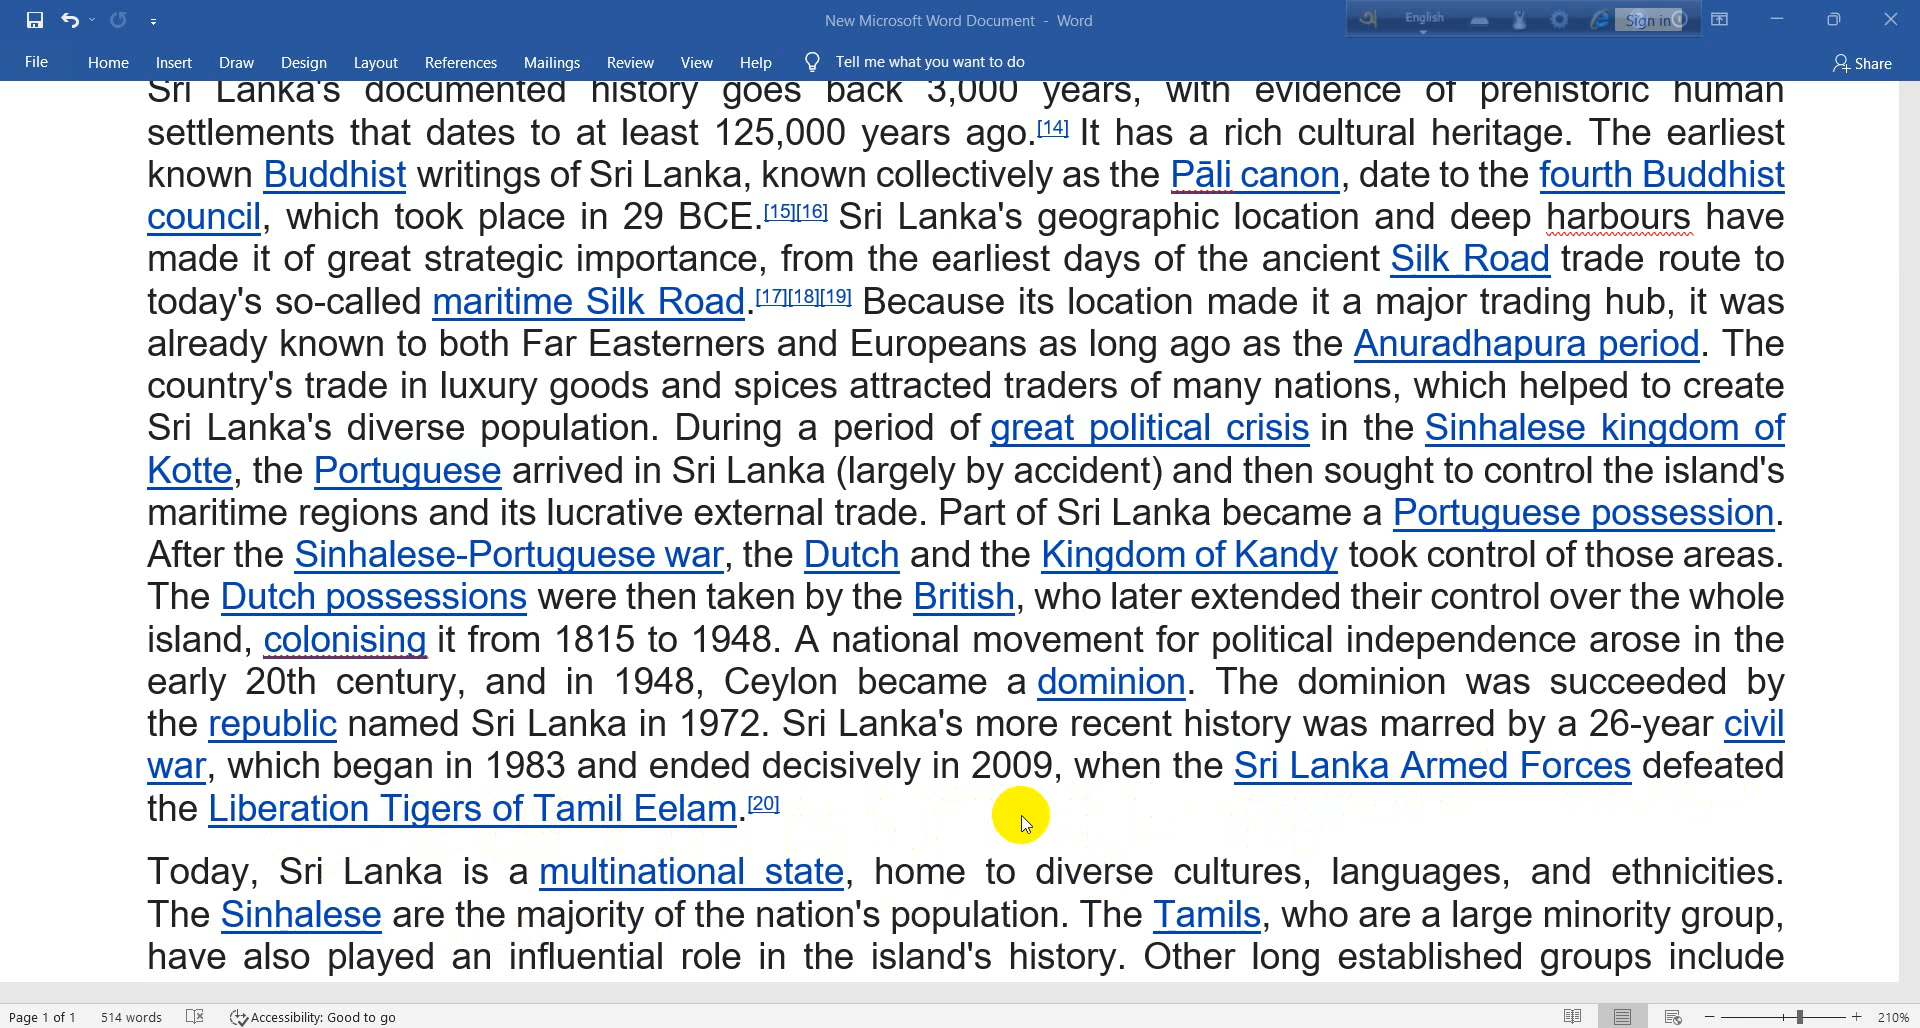 New Microsoft Word Document - Word
English
Sign in
File Home Insert Draw Design Layout References Mailings Review View Help Tell me what you want to do Share
Sri Lanka's documented history goes back 3,000 years, with evidence of prehistoric human
settlements that dates to at least 125,000 years ago.[14] It has a rich cultural heritage. The earliest
known Buddhist writings of Sri Lanka, known collectively as the Pāli canon, date to the fourth Buddhist
council, which took place in 29 BCE.[15][16] Sri Lanka's geographic location and deep harbours have
made it of great strategic importance, from the earliest days of the ancient Silk Road trade route to
today's so-called maritime Silk Road.[17][18][19] Because its location made it a major trading hub, it was
already known to both Far Easterners and Europeans as long ago as the Anuradhapura period. The
country's trade in luxury goods and spices attracted traders of many nations, which helped to create
Sri Lanka's diverse population. During a period of great political crisis in the Sinhalese kingdom of
Kotte, the Portuguese arrived in Sri Lanka (largely by accident) and then sought to control the island's
maritime regions and its lucrative external trade. Part of Sri Lanka became a Portuguese possession.
After the Sinhalese-Portuguese war, the Dutch and the Kingdom of Kandy took control of those areas.
The Dutch possessions were then taken by the British, who later extended their control over the whole
island, colonising it from 1815 to 1948. A national movement for political independence arose in the
early 20th century, and in 1948, Ceylon became a dominion. The dominion was succeeded by
the republic named Sri Lanka in 1972. Sri Lanka's more recent history was marred by a 26-year civil
war, which began in 1983 and ended decisively in 2009, when the Sri Lanka Armed Forces defeated
the Liberation Tigers of Tamil Eelam.[20]
Today, Sri Lanka is a multinational state, home to diverse cultures, languages, and ethnicities.
The Sinhalese are the majority of the nation's population. The Tamils, who are a large minority group,
have also played an influential role in the island's history. Other long established groups include
Page 1 of 1 514 words Accessibility: Good to go 210%